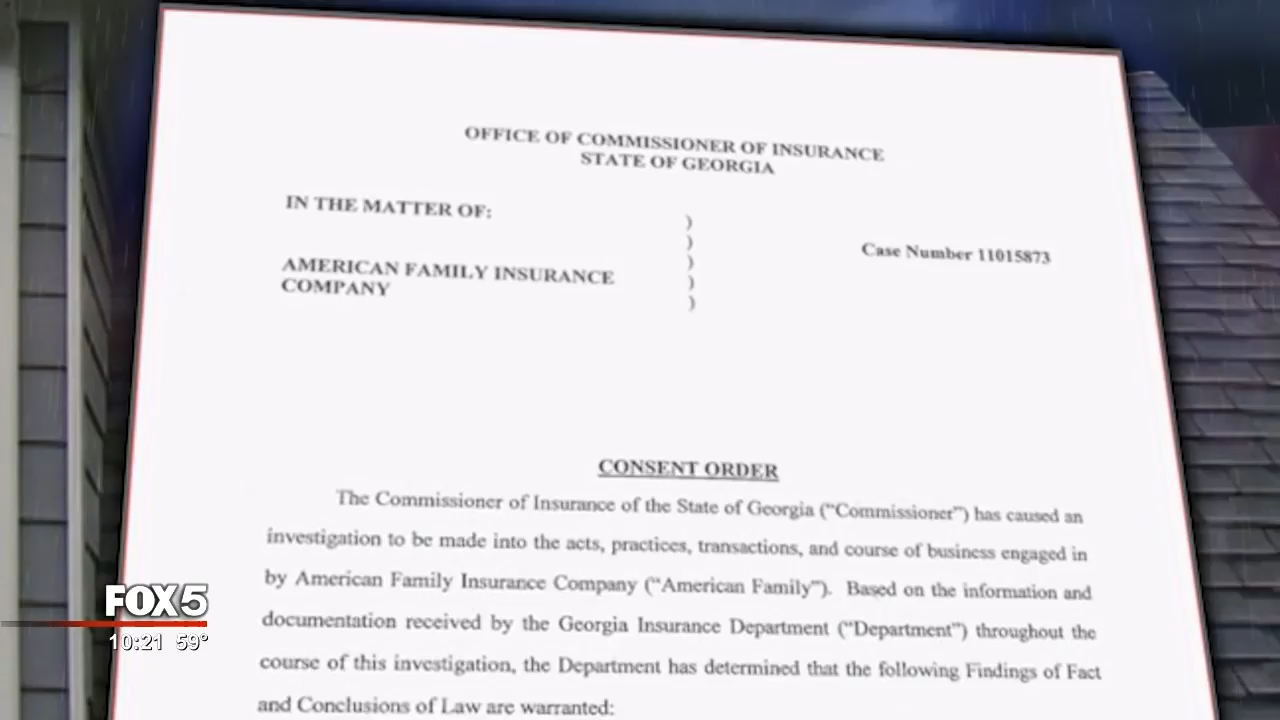 OFFICE OF COMMISSIONER OF INSURANCE
STATE OF GEORGIA
IN THE MATTER OF:
)
)
Case Number 11015873
)
AMERICAN FAMILY INSURANCE
)
COMPANY
)
CONSENT ORDER
The Commissioner of Insurance of the State of Georgia (“Commissioner”) has caused an
investigation to be made into the acts, practices, transactions, and course of business engaged in
by American Family Insurance Company (“American Family”). Based on the information and
documentation received by the Georgia Insurance Department (“Department”) throughout the
course of this investigation, the Department has determined that the following Findings of Fact
and Conclusions of Law are warranted:
FOX 5
10:21 59°